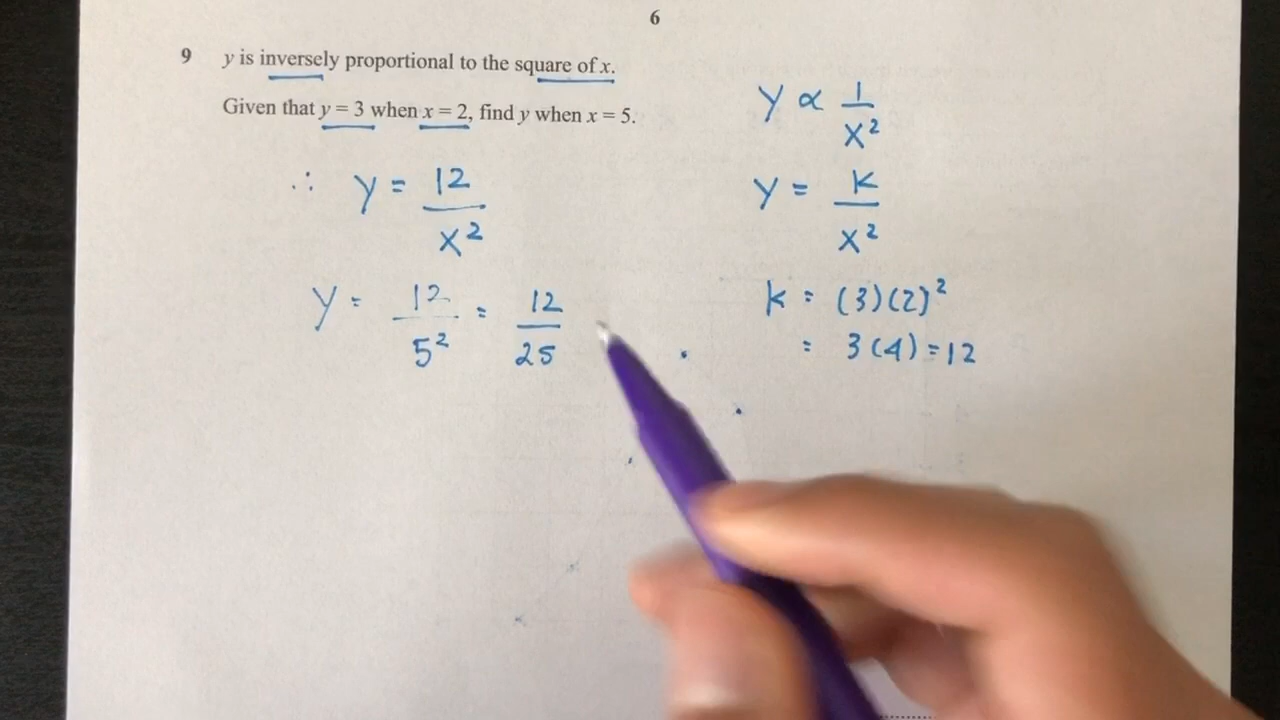 6
9 y is inversely proportional to the square of x.
Given that y = 3 when x = 2, find y when x = 5.
∴ y = 12/x²
y = 12/5² = 12/25
y ∝ 1/x²
y = k/x²
k = (3)(2)²
= 3(4) = 12